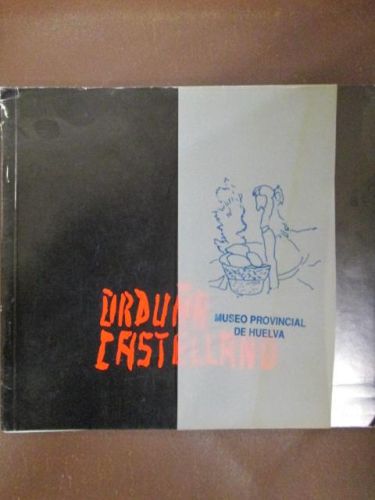 ORDUÑA
CASTELLANO
MUSEO PROVINCIAL
DE HUELVA